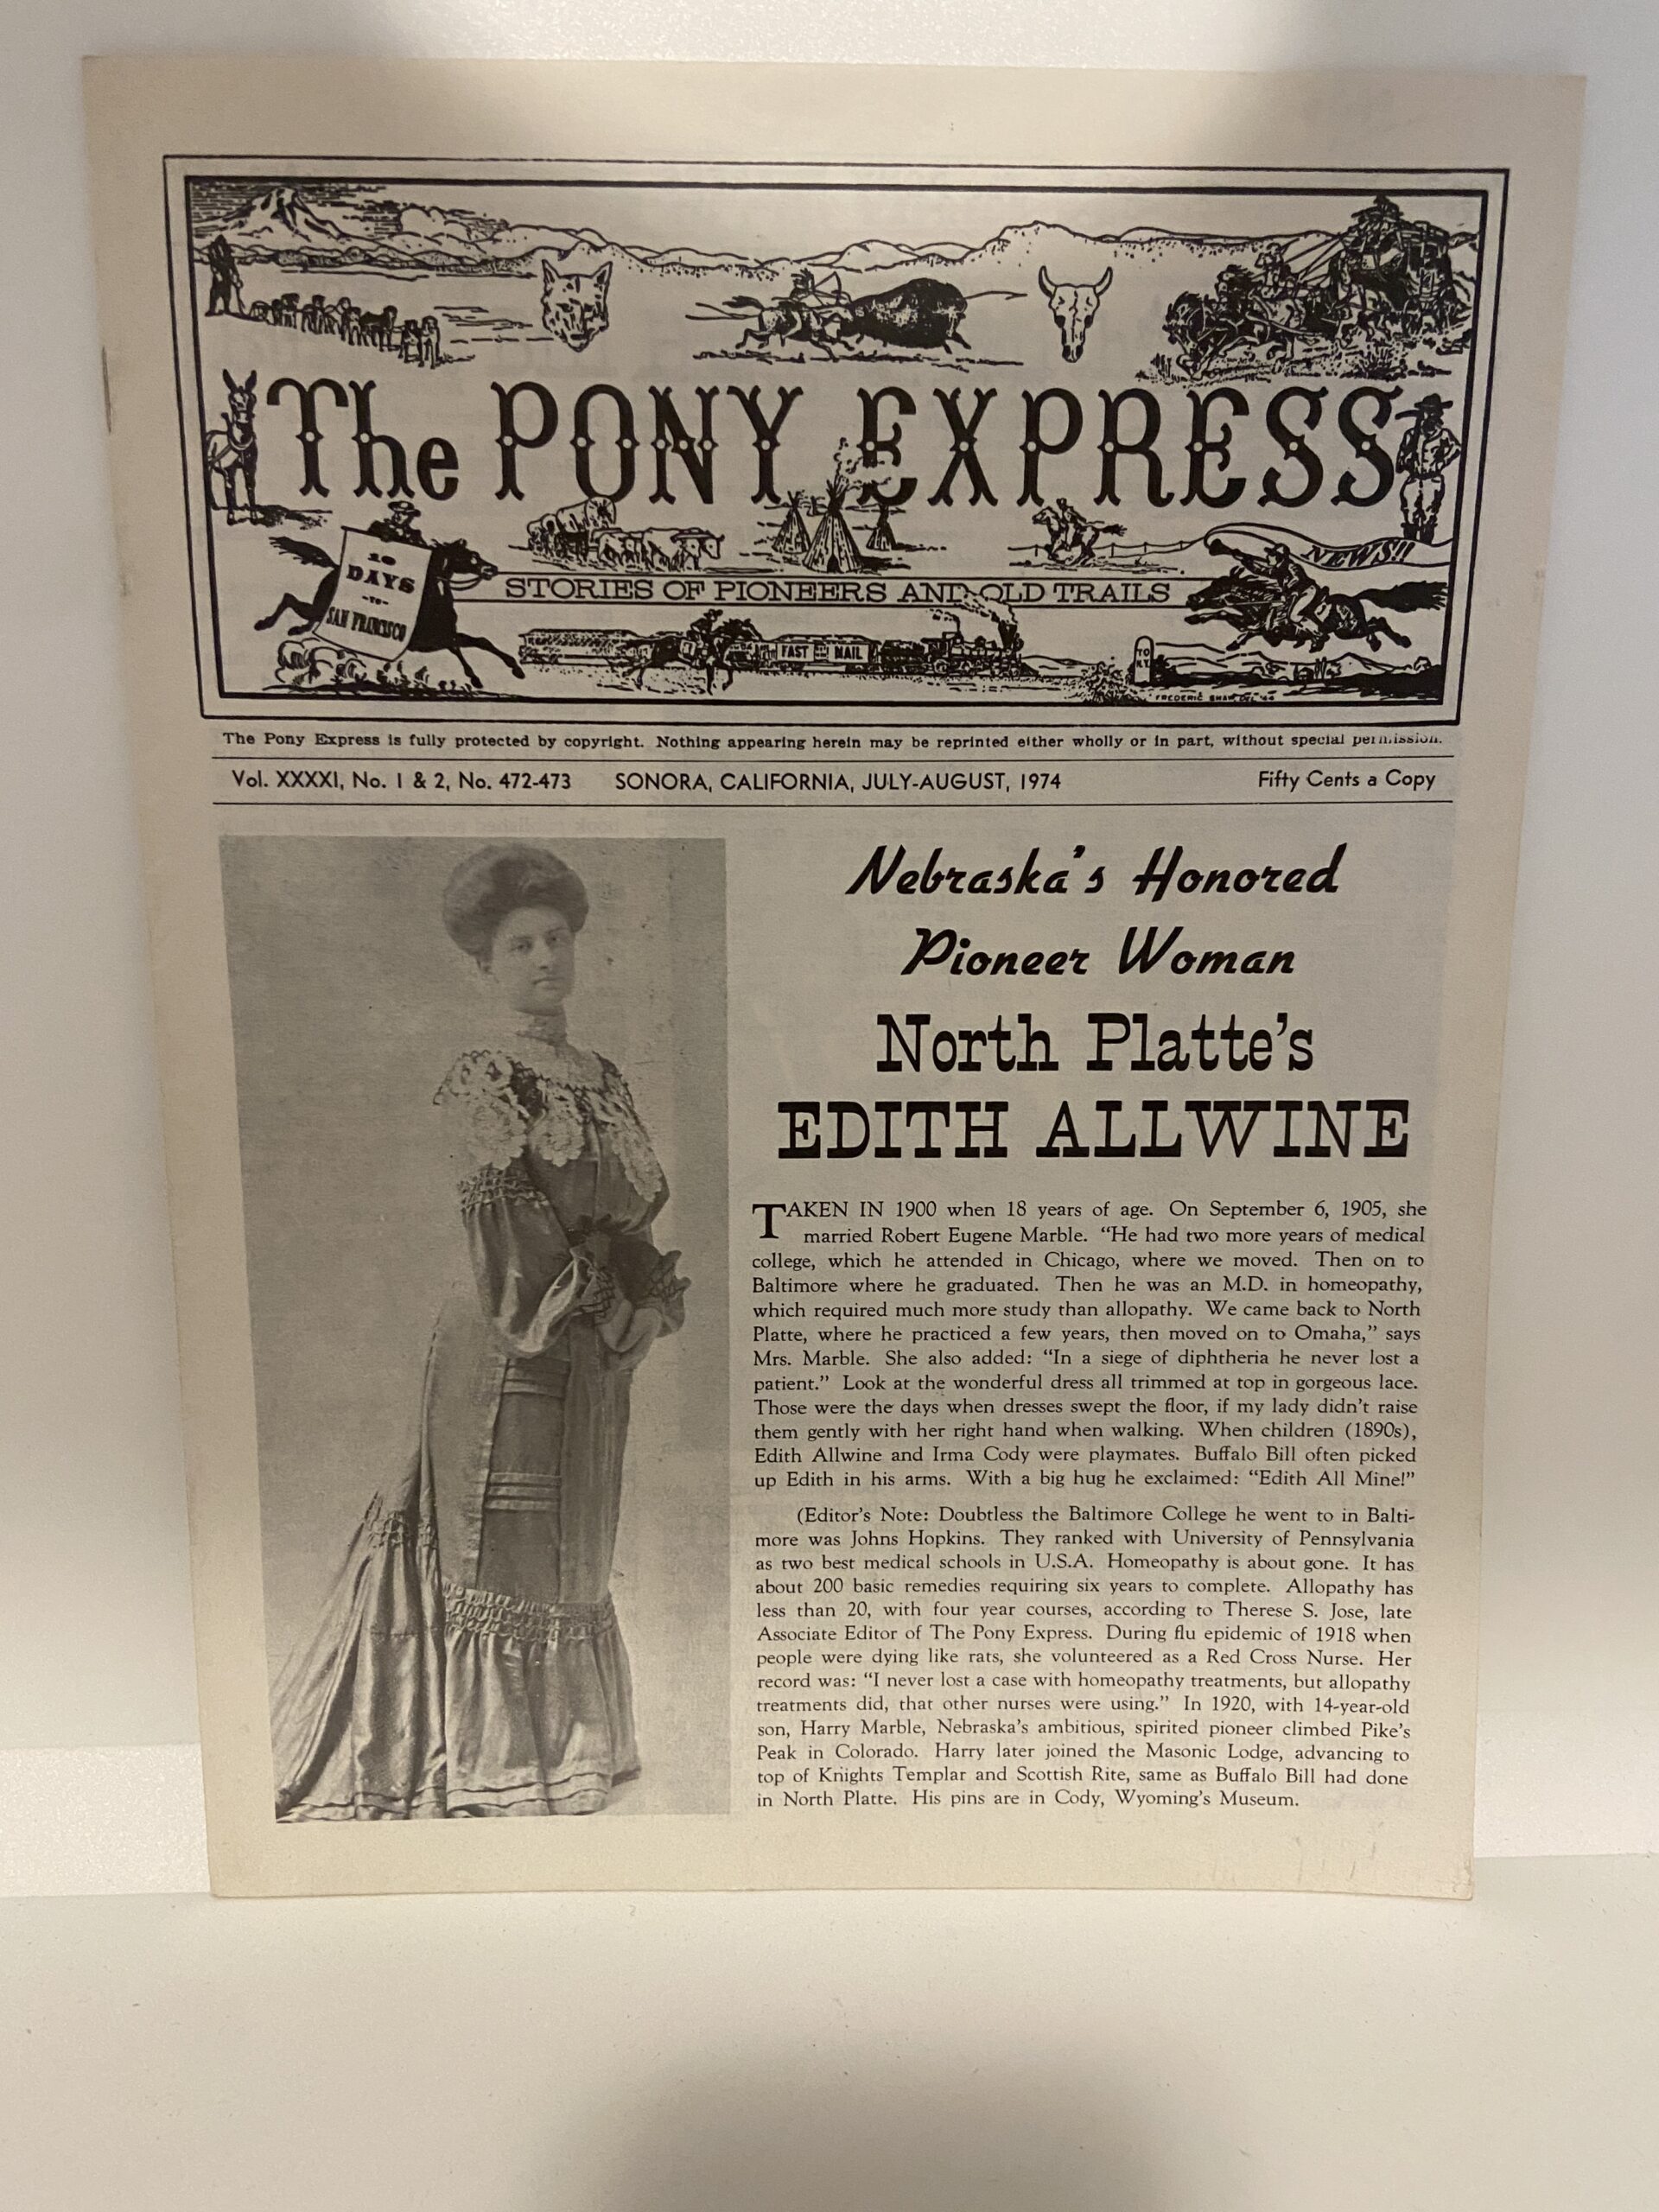 The PONY EXPRESS
10
DAYS
-TO-
SAN FRANCISCO
NEWS!!
STORIES OF PIONEERS AND OLD TRAILS
FAST MAIL
TO
K.Y.
FREDERIC SHAW, DEL '44
The Pony Express is fully protected by copyright. Nothing appearing herein may be reprinted either wholly or in part, without special permission.
Vol. XXXXI, No. 1 & 2, No. 472-473 SONORA, CALIFORNIA, JULY-AUGUST, 1974 Fifty Cents a Copy
Nebraska's Honored
Pioneer Woman
North Platte's
EDITH ALLWINE
TAKEN IN 1900 when 18 years of age. On September 6, 1905, she
married Robert Eugene Marble. “He had two more years of medical
college, which he attended in Chicago, where we moved. Then on to
Baltimore where he graduated. Then he was an M.D. in homeopathy,
which required much more study than allopathy. We came back to North
Platte, where he practiced a few years, then moved on to Omaha,” says
Mrs. Marble. She also added: “In a siege of diphtheria he never lost a
patient.” Look at the wonderful dress all trimmed at top in gorgeous lace.
Those were the days when dresses swept the floor, if my lady didn't raise
them gently with her right hand when walking. When children (1890s),
Edith Allwine and Irma Cody were playmates. Buffalo Bill often picked
up Edith in his arms. With a big hug he exclaimed: “Edith All Mine!”
(Editor's Note: Doubtless the Baltimore College he went to in Balti-
more was Johns Hopkins. They ranked with University of Pennsylvania
as two best medical schools in U.S.A. Homeopathy is about gone. It has
about 200 basic remedies requiring six years to complete. Allopathy has
less than 20, with four year courses, according to Therese S. Jose, late
Associate Editor of The Pony Express. During flu epidemic of 1918 when
people were dying like rats, she volunteered as a Red Cross Nurse. Her
record was: “I never lost a case with homeopathy treatments, but allopathy
treatments did, that other nurses were using.” In 1920, with 14-year-old
son, Harry Marble, Nebraska's ambitious, spirited pioneer climbed Pike's
Peak in Colorado. Harry later joined the Masonic Lodge, advancing to
top of Knights Templar and Scottish Rite, same as Buffalo Bill had done
in North Platte. His pins are in Cody, Wyoming's Museum.